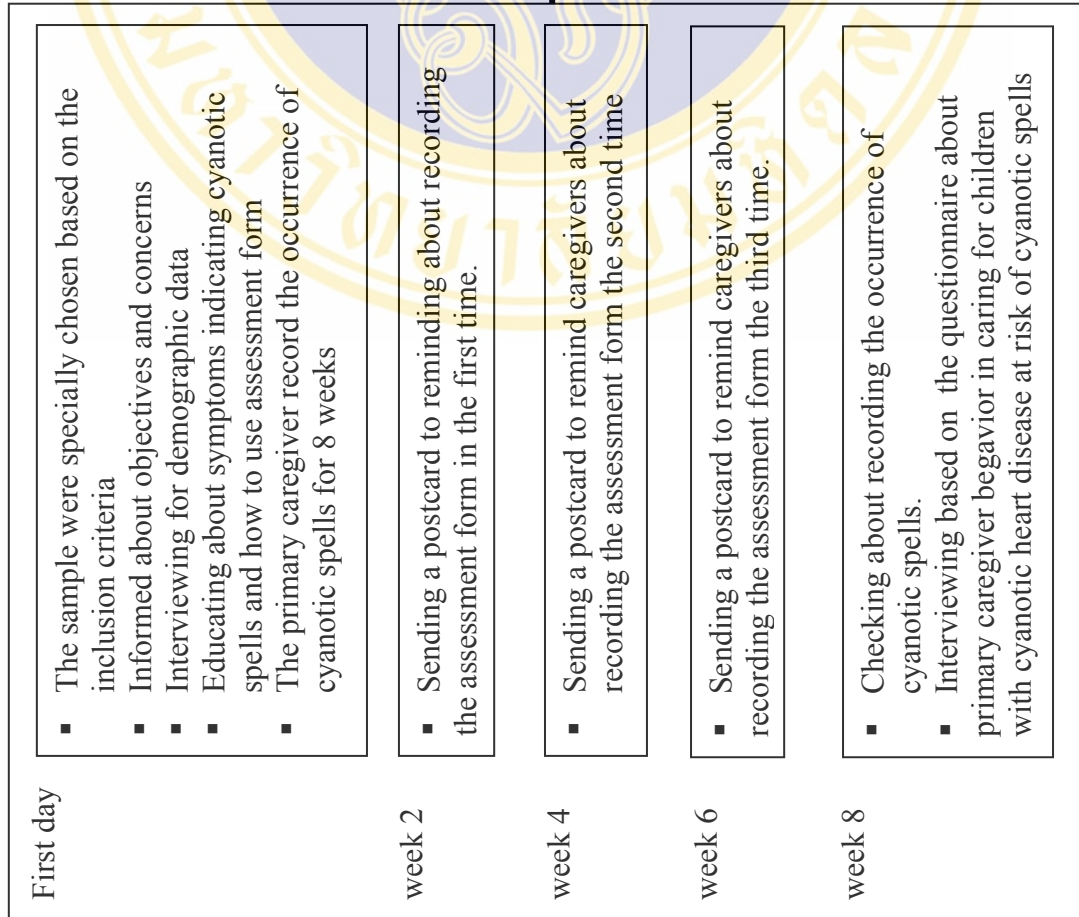 First day
▪ The sample were specially chosen based on the
inclusion criteria
▪ Informed about objectives and concerns
▪ Interviewing for demographic data
▪ Educating about symptoms indicating cyanotic
spells and how to use assessment form
▪ The primary caregiver record the occurrence of
cyanotic spells for 8 weeks
week 2
▪ Sending a postcard to reminding about recording
the assessment form in the first time.
week 4
▪ Sending a postcard to remind caregivers about
recording the assessment form the second time
week 6
▪ Sending a postcard to remind caregivers about
recording the assessment form the third time.
week 8
▪ Checking about recording the occurrence of
cyanotic spells.
▪ Interviewing based on the questionnaire about
primary caregiver begavior in caring for children
with cyanotic heart disease at risk of cyanotic spells